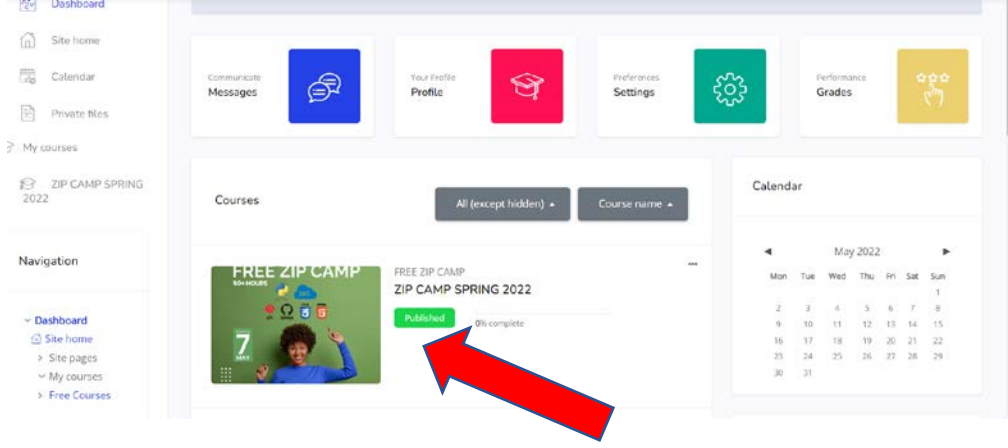 Dashboard
Site home
Calendar
Private files
My courses
ZIP CAMP SPRING
2022
Navigation
Dashboard
Site home
Site pages
My courses
Free Courses
Communicate
Messages
Your Profile
Profile
Preferences
Settings
Performance
Grades
Courses
All (except hidden)
Course name
FREE ZIP CAMP
50+ HOURS
7
MAY
FREE ZIP CAMP
ZIP CAMP SPRING 2022
Published
0% complete
Calendar
May 2022
Mon Tue Wed Thu Fri Sat Sun
1
2 3 4 5 6 7 8
9 10 11 12 13 14 15
16 17 18 19 20 21 22
23 24 25 26 27 28 29
30 31